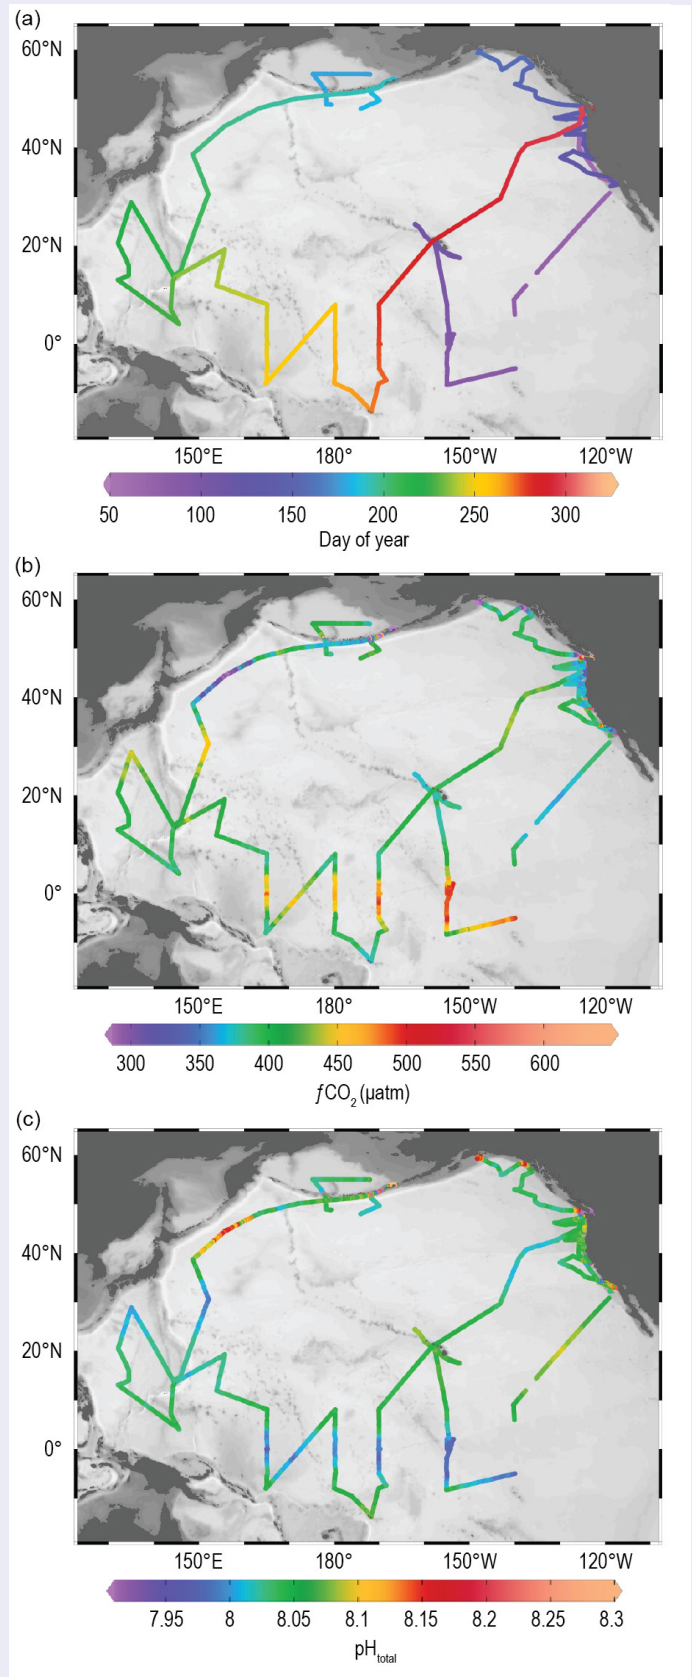 (a)
60°N
40°N
20°N
0°
150°E 180° 150°W 120°W
50 100 150 200 250 300
Day of year
(b)
60°N
40°N
20°N
0°
150°E 180° 150°W 120°W
300 350 400 450 500 550 600
ƒCO₂ (µatm)
(c)
60°N
40°N
20°N
0°
150°E 180° 150°W 120°W
7.95 8 8.05 8.1 8.15 8.2 8.25 8.3
pHtotal